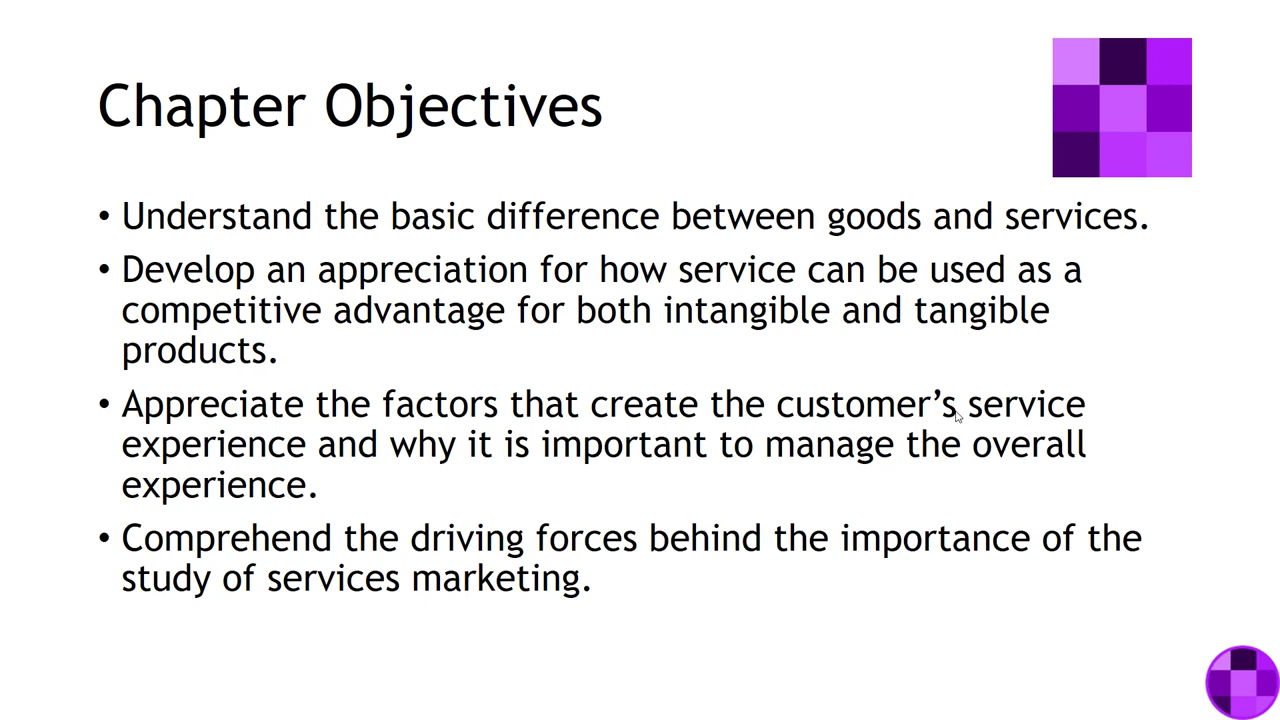 Chapter Objectives
• Understand the basic difference between goods and services.
• Develop an appreciation for how service can be used as a
competitive advantage for both intangible and tangible
products.
• Appreciate the factors that create the customer’s service
experience and why it is important to manage the overall
experience.
• Comprehend the driving forces behind the importance of the
study of services marketing.